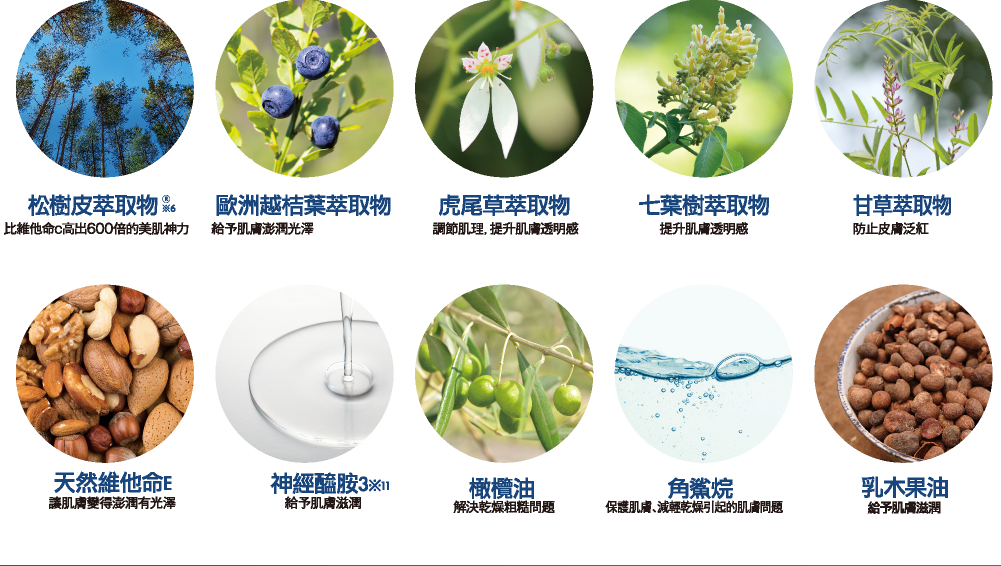 松樹皮萃取物®※6
比維他命c高出600倍的美肌神力
歐洲越桔葉萃取物
給予肌膚澎潤光澤
虎尾草萃取物
調節肌理, 提升肌膚透明感
七葉樹萃取物
提升肌膚透明感
甘草萃取物
防止皮膚泛紅
天然維他命E
讓肌膚變得澎潤有光澤
神經醯胺3※11
給予肌膚滋潤
橄欖油
解決乾燥粗糙問題
角鯊烷
保護肌膚、減輕乾燥引起的肌膚問題
乳木果油
給予肌膚滋潤